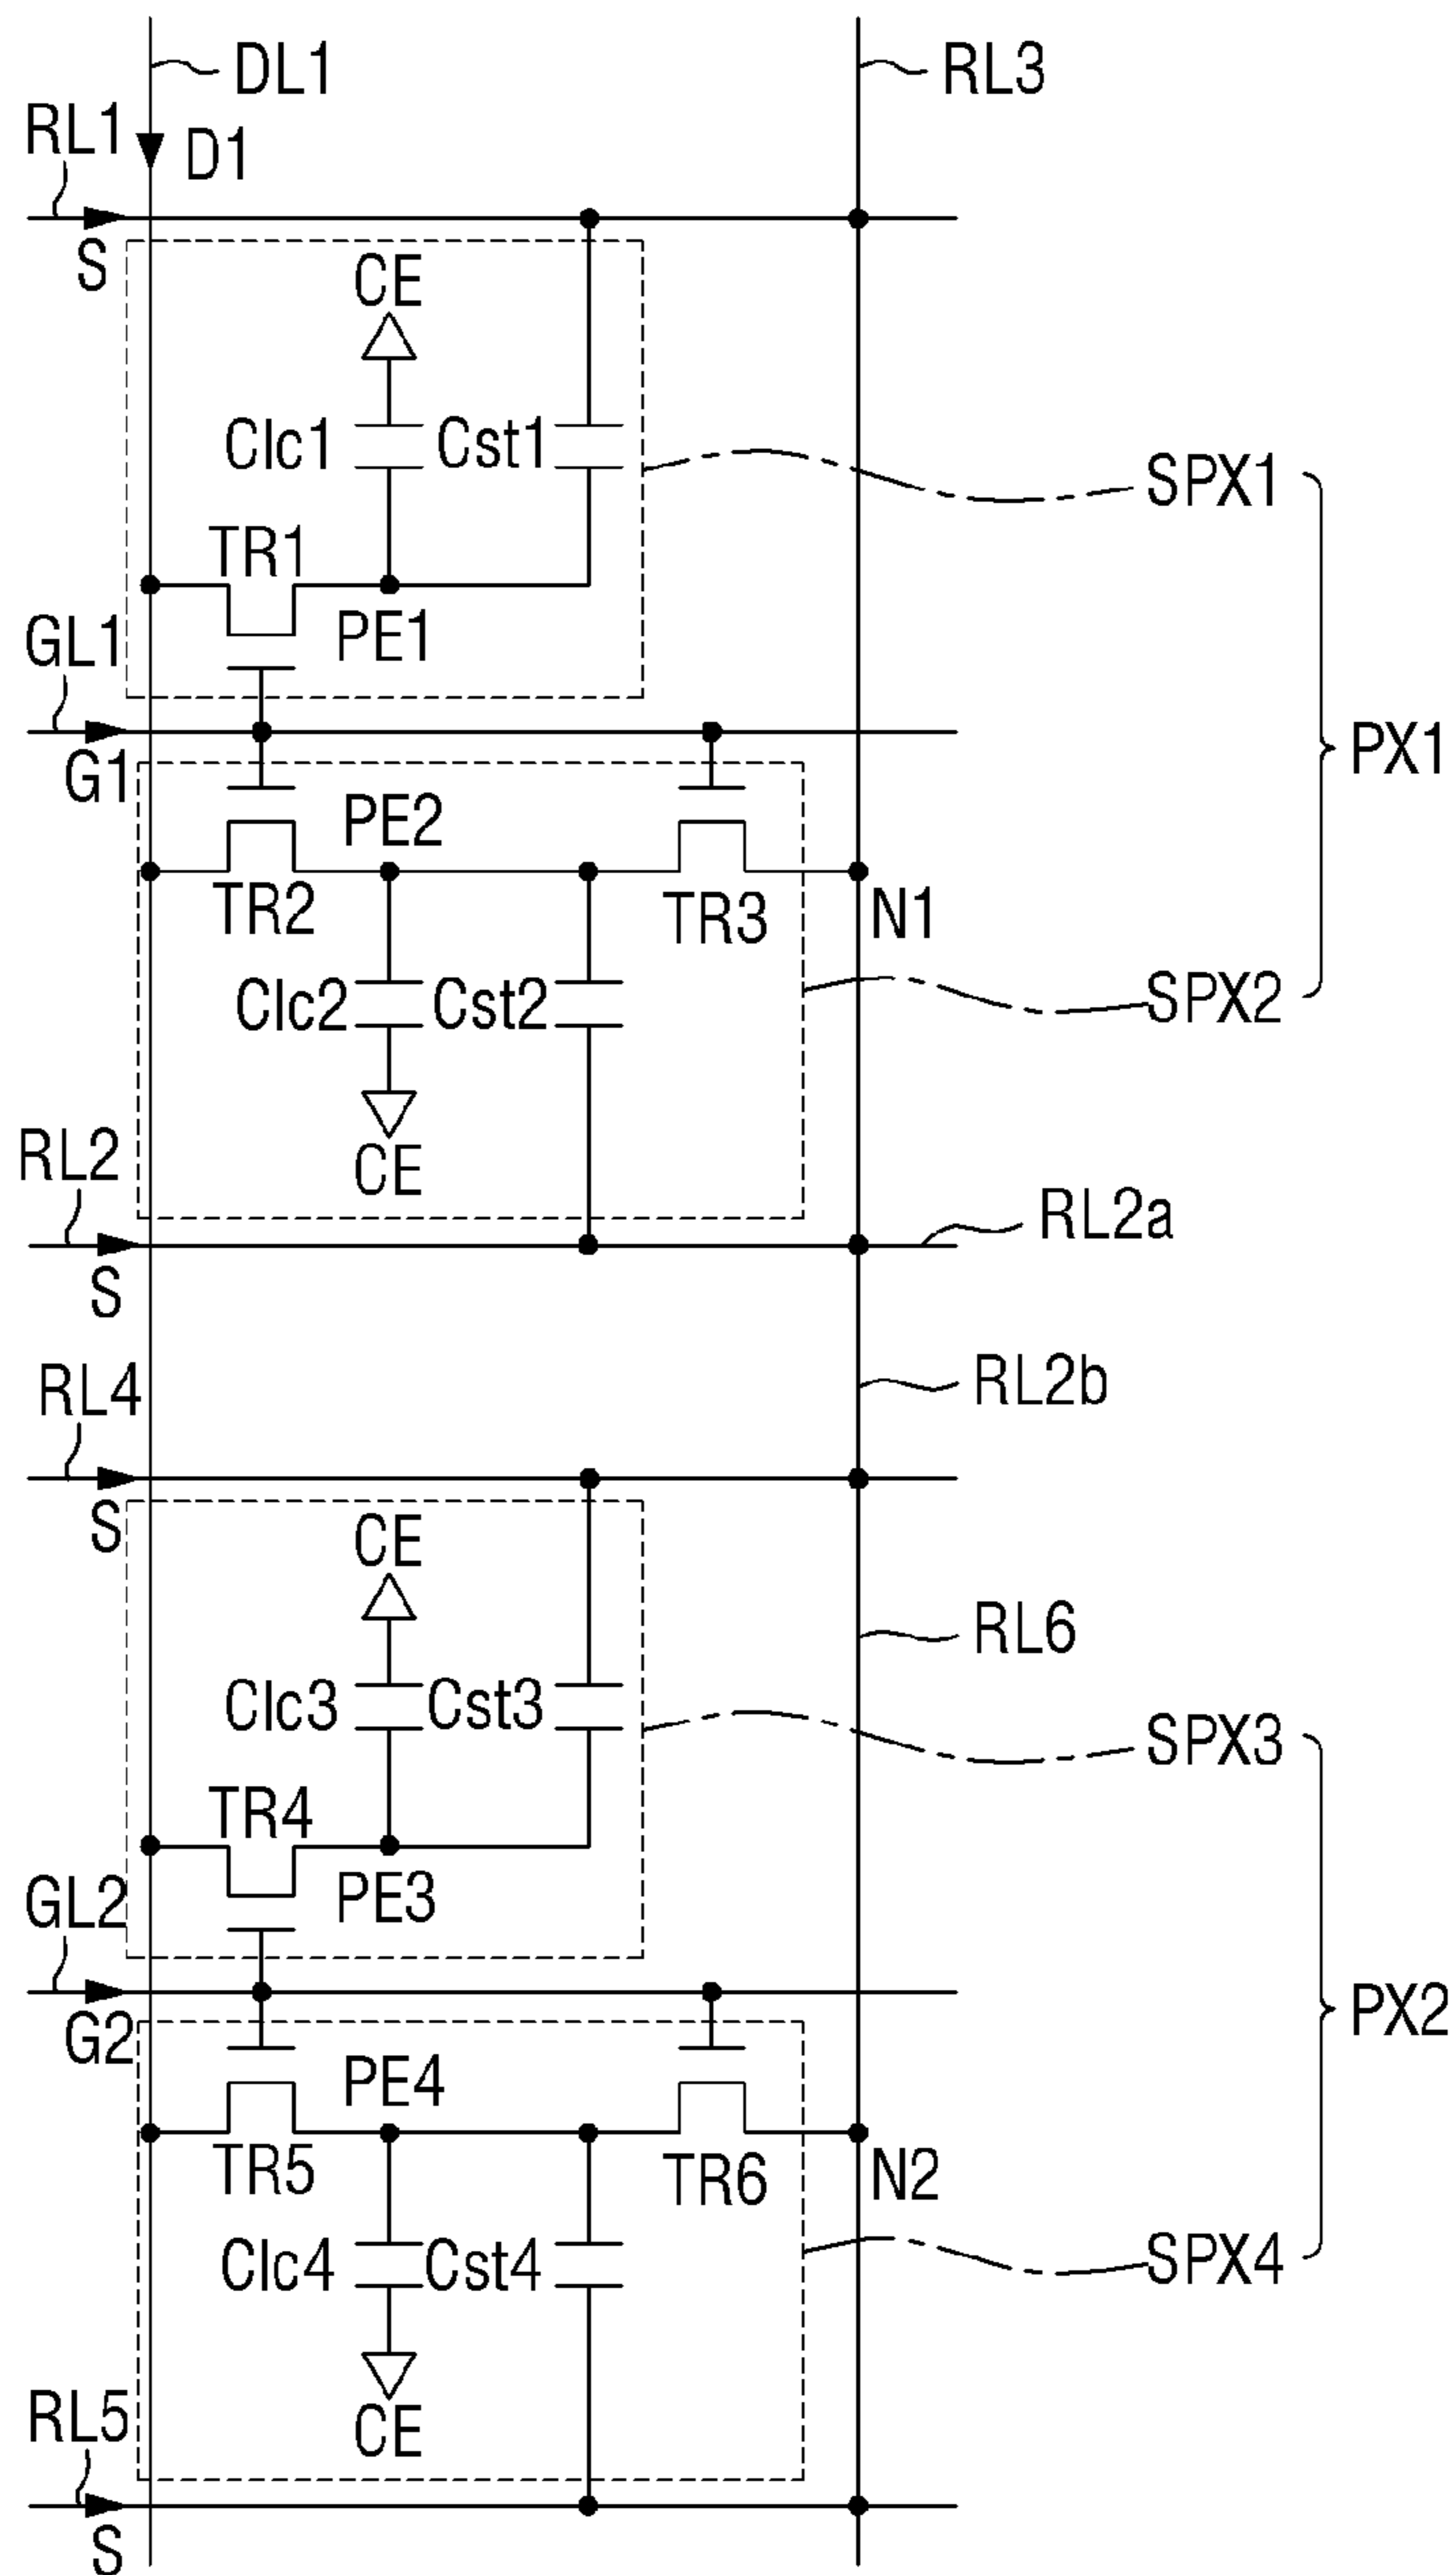 DL1
RL3
RL1
D1
S
CE
Clc1
Cst1
SPX1
TR1
PE1
GL1
G1
PX1
PE2
TR2
TR3
N1
Clc2
Cst2
SPX2
CE
RL2
RL2a
S
RL2b
RL4
S
CE
RL6
Clc3
Cst3
SPX3
TR4
PE3
GL2
G2
PX2
PE4
TR5
TR6
N2
Clc4
Cst4
SPX4
CE
RL5
S